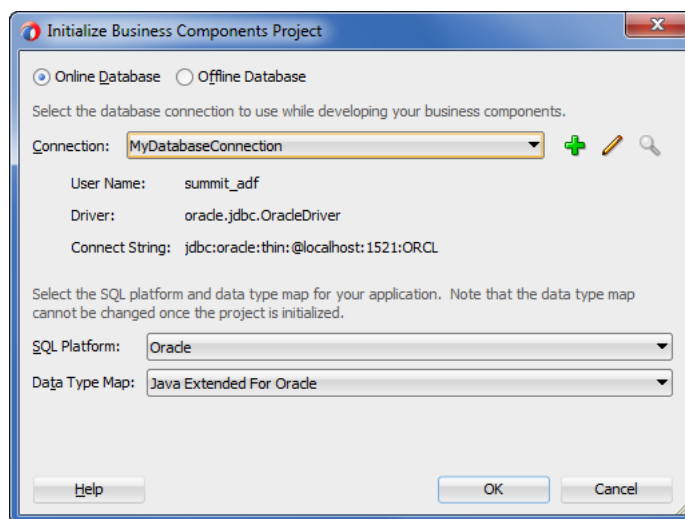 Initialize Business Components Project
Online Database Offline Database
Select the database connection to use while developing your business components.
Connection: MyDatabaseConnection
User Name: summit_adf
Driver: oracle.jdbc.OracleDriver
Connect String: jdbc:oracle:thin:@localhost:1521:ORCL
Select the SQL platform and data type map for your application. Note that the data type map
cannot be changed once the project is initialized.
SQL Platform: Oracle
Data Type Map: Java Extended For Oracle
Help OK Cancel